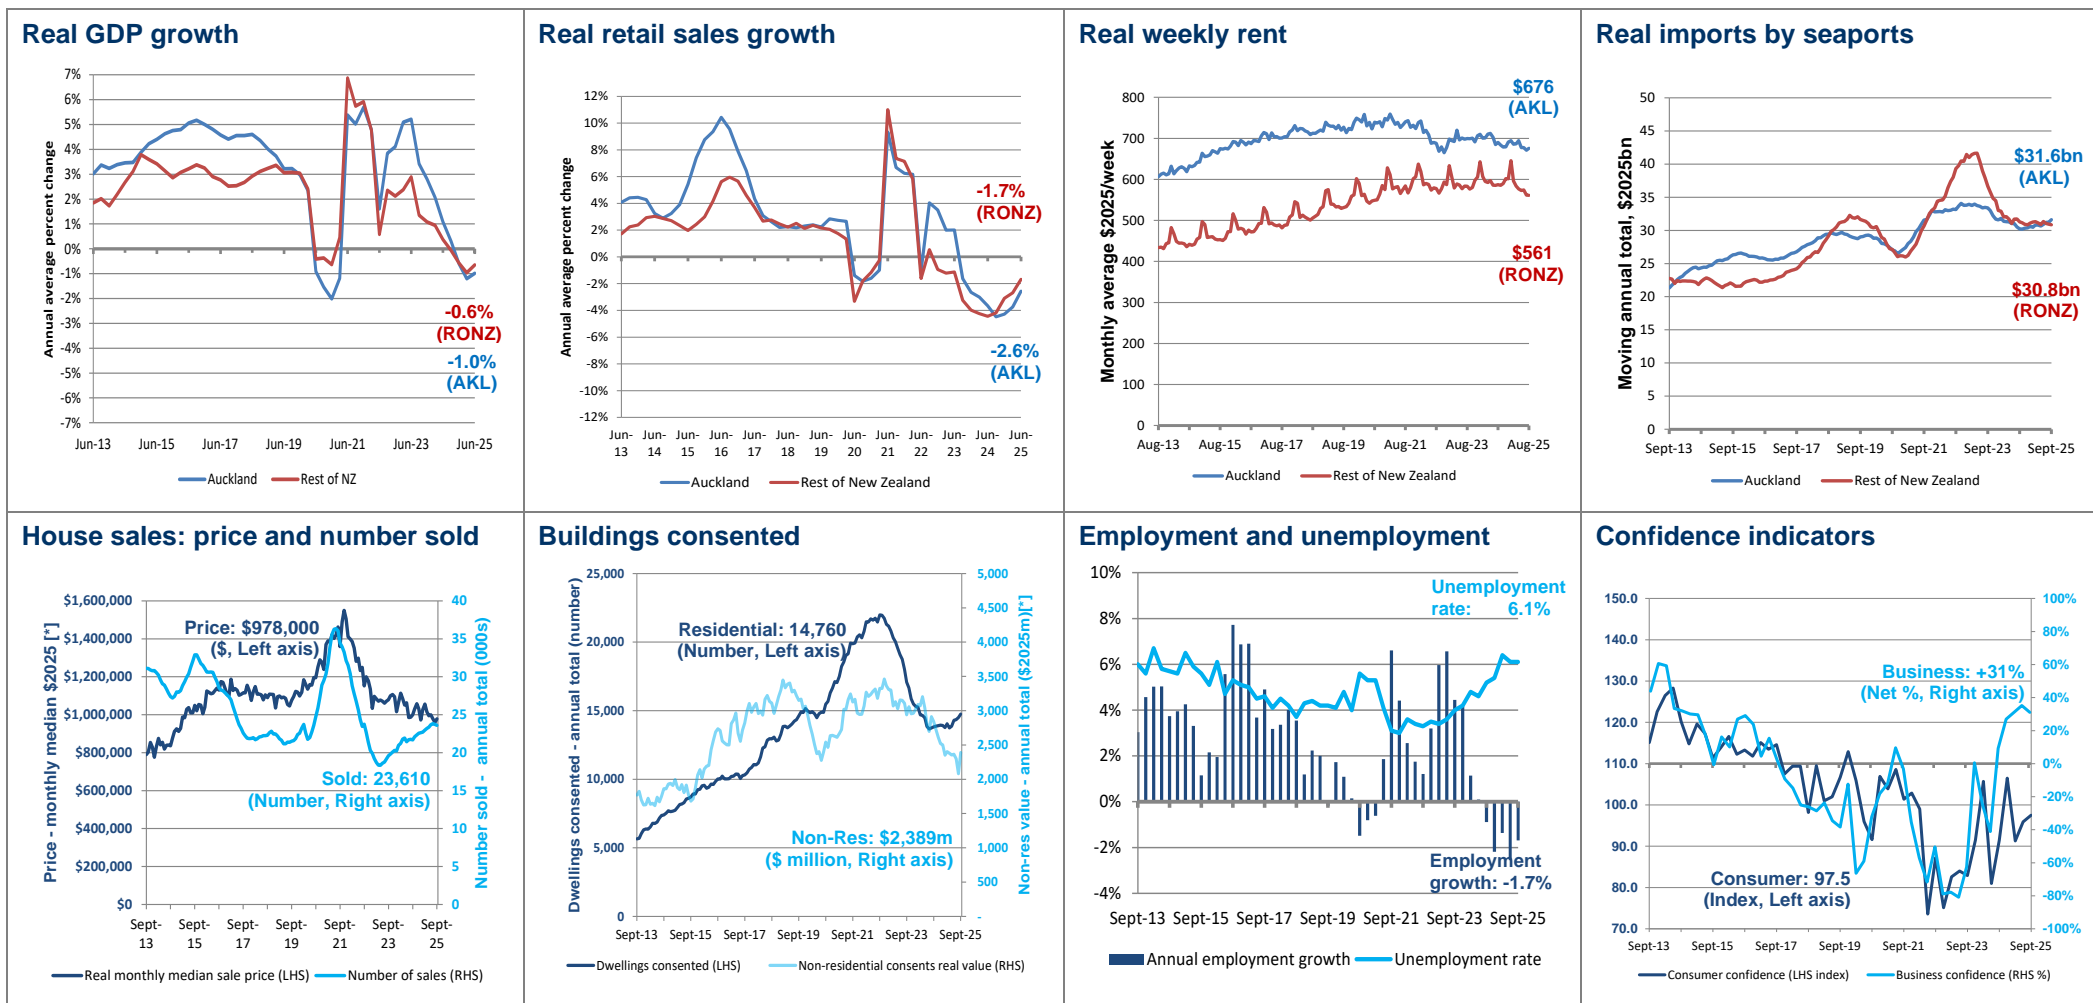 Real GDP growth
Annual average percent change
7%
6%
5%
4%
3%
2%
1%
0%
-1%
-2%
-3%
-4%
-5%
-6%
-7%
-0.6%
(RONZ)
-1.0%
(AKL)
Jun-13 Jun-15 Jun-17 Jun-19 Jun-21 Jun-23 Jun-25
Auckland Rest of NZ
Real retail sales growth
Annual average percent change
12%
10%
8%
6%
4%
2%
0%
-2%
-4%
-6%
-8%
-10%
-12%
-1.7%
(RONZ)
-2.6%
(AKL)
Jun- Jun- Jun- Jun- Jun- Jun- Jun- Jun- Jun- Jun- Jun- Jun- Jun-
13 14 15 16 17 18 19 20 21 22 23 24 25
Auckland Rest of New Zealand
Real weekly rent
Monthly average $2025/week
800
700
600
500
400
300
200
100
0
$676
(AKL)
$561
(RONZ)
Aug-13 Aug-15 Aug-17 Aug-19 Aug-21 Aug-23 Aug-25
Auckland Rest of New Zealand
Real imports by seaports
Moving annual total, $2025bn
50
45
40
35
30
25
20
15
10
5
0
$31.6bn
(AKL)
$30.8bn
(RONZ)
Sept-13 Sept-15 Sept-17 Sept-19 Sept-21 Sept-23 Sept-25
Auckland Rest of New Zealand
House sales: price and number sold
Price - monthly median $2025 [*]
$1,600,000
$1,400,000
$1,200,000
$1,000,000
$800,000
$600,000
$400,000
$200,000
$0
Price: $978,000
($, Left axis)
Sold: 23,610
(Number, Right axis)
40
35
30
25
20
15
10
5
0
Number sold - annual total (000s)
Sept- Sept- Sept- Sept- Sept- Sept- Sept-
13 15 17 19 21 23 25
Real monthly median sale price (LHS) Number of sales (RHS)
Buildings consented
Dwellings consented - annual total (number)
25,000
20,000
15,000
10,000
5,000
0
Residential: 14,760
(Number, Left axis)
Non-Res: $2,389m
($ million, Right axis)
5,000
4,500
4,000
3,500
3,000
2,500
2,000
1,500
1,000
500
-
Non-res value - annual total ($2025m)[*]
Sept-13 Sept-15 Sept-17 Sept-19 Sept-21 Sept-23 Sept-25
Dwellings consented (LHS) Non-residential consents real value (RHS)
Employment and unemployment
10%
8%
6%
4%
2%
0%
-2%
-4%
Unemployment
rate: 6.1%
Employment
growth: -1.7%
Sept-13 Sept-15 Sept-17 Sept-19 Sept-21 Sept-23 Sept-25
Annual employment growth Unemployment rate
Confidence indicators
150.0
140.0
130.0
120.0
110.0
100.0
90.0
80.0
70.0
Business: +31%
(Net %, Right axis)
Consumer: 97.5
(Index, Left axis)
100%
80%
60%
40%
20%
0%
-20%
-40%
-60%
-80%
-100%
Sept-13 Sept-15 Sept-17 Sept-19 Sept-21 Sept-23 Sept-25
Consumer confidence (LHS index) Business confidence (RHS %)